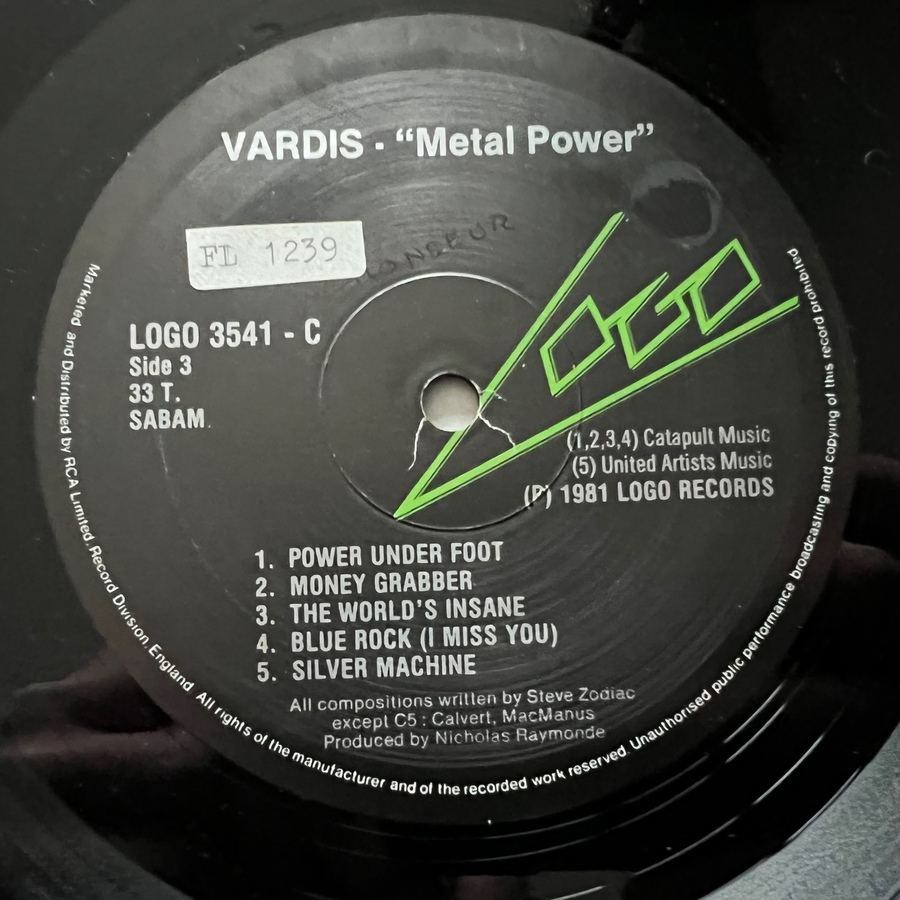 VARDIS - “Metal Power”
FL 1239
LOGO
LOGO 3541 - C
Side 3
33 T.
SABAM
(1,2,3,4) Catapult Music
(5) United Artists Music
(P) 1981 LOGO RECORDS
1. POWER UNDER FOOT
2. MONEY GRABBER
3. THE WORLD'S INSANE
4. BLUE ROCK (I MISS YOU)
5. SILVER MACHINE
All compositions written by Steve Zodiac
except C5 : Calvert, MacManus
Produced by Nicholas Raymonde
Marketed and Distributed by RCA Limited. Record Division. England. All rights of the manufacturer and of the recorded work reserved. Unauthorised public performance broadcasting and copying of this record prohibited